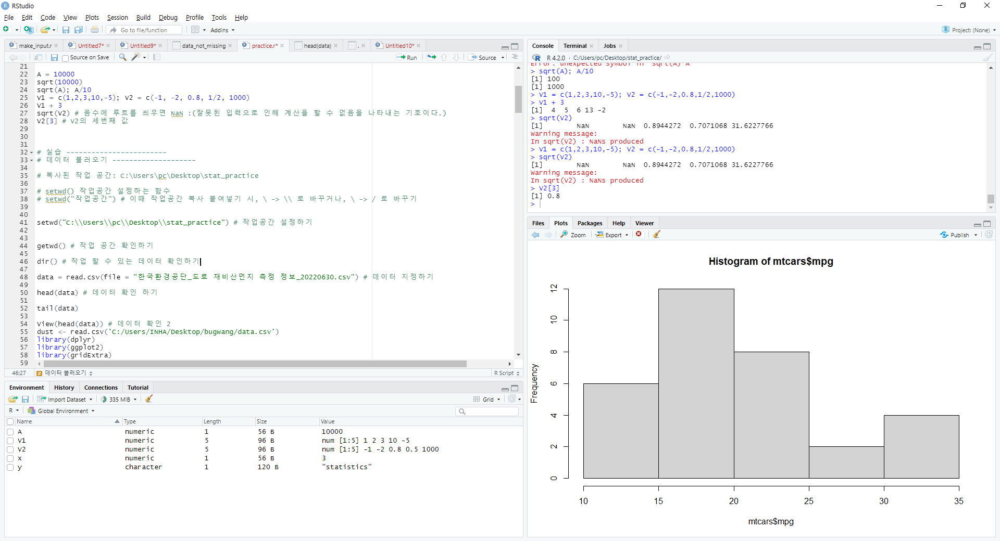 RStudio
File Edit Code View Plots Session Build Debug Profile Tools Help
Go to file/function Addins Project: (None)
make_input.r Untitled7* Untitled9* data_not_missing practice.r* head(data) . Untitled10*
Source on Save Run Source
21
22 A = 10000
23 sqrt(10000)
24 sqrt(A); A/10
25 V1 = c(1,2,3,10,-5); V2 = c(-1, -2, 0.8, 1/2, 1000)
26 V1 + 3
27 sqrt(V2) # 음수에 루트를 씌우면 NaN :(잘못된 입력으로 인해 계산을 할 수 없음을 나타내는 기호이다.)
28 V2[3] # V2의 세번째 값
29
30
31
32 # 실습 ------------------------
33 # 데이터 불러오기 --------------------
34
35 # 복사된 작업 공간: C:\Users\pc\Desktop\stat_practice
36
37 # setwd() 작업공간 설정하는 함수
38 # setwd("작업공간") # 이때 작업공간 복사 붙여넣기 시, \ -> \\ 로 바꾸거나, \ -> / 로 바꾸기
39
40
41 setwd("C:\\Users\\pc\\Desktop\\stat_practice") # 작업공간 설정하기
42
43
44 getwd() # 작업 공간 확인하기
45
46 dir() # 작업 할 수 있는 데이터 확인하기
47
48 data = read.csv(file = "한국환경공단_도로 재비산먼지 측정 정보_20220630.csv") # 데이터 지정하기
49
50 head(data) # 데이터 확인 하기
51
52 tail(data)
53
54 View(head(data)) # 데이터 확인 2
55 dust <- read.csv('C:/Users/INHA/Desktop/bugwang/data.csv')
56 library(dplyr)
57 library(ggplot2)
58 library(gridExtra)
59
46:27 # 데이터 불러오기 R Script
Environment History Connections Tutorial
Import Dataset 335 MiB Grid
R Global Environment
Name Type Length Size Value
A numeric 1 56 B 10000
V1 numeric 5 96 B num [1:5] 1 2 3 10 -5
V2 numeric 5 96 B num [1:5] -1 -2 0.8 0.5 1000
x numeric 1 56 B 3
y character 1 120 B "statistics"
Console Terminal Jobs
R 4.2.0 · C:/Users/pc/Desktop/stat_practice/
Error: unexpected symbol in "sqrt(A) A"
> sqrt(A); A/10
[1] 100
[1] 1000
> V1 = c(1,2,3,10,-5); V2 = c(-1,-2,0.8,1/2,1000)
> V1 + 3
[1] 4 5 6 13 -2
> sqrt(V2)
[1] NaN NaN 0.8944272 0.7071068 31.6227766
Warning message:
In sqrt(V2) : NaNs produced
> V1 = c(1,2,3,10,-5); V2 = c(-1,-2,0.8,1/2,1000)
> sqrt(V2)
[1] NaN NaN 0.8944272 0.7071068 31.6227766
Warning message:
In sqrt(V2) : NaNs produced
> V2[3]
[1] 0.8
>
Files Plots Packages Help Viewer
Zoom Export Publish
Histogram of mtcars$mpg
Frequency
12
10
8
6
4
2
0
10 15 20 25 30 35
mtcars$mpg